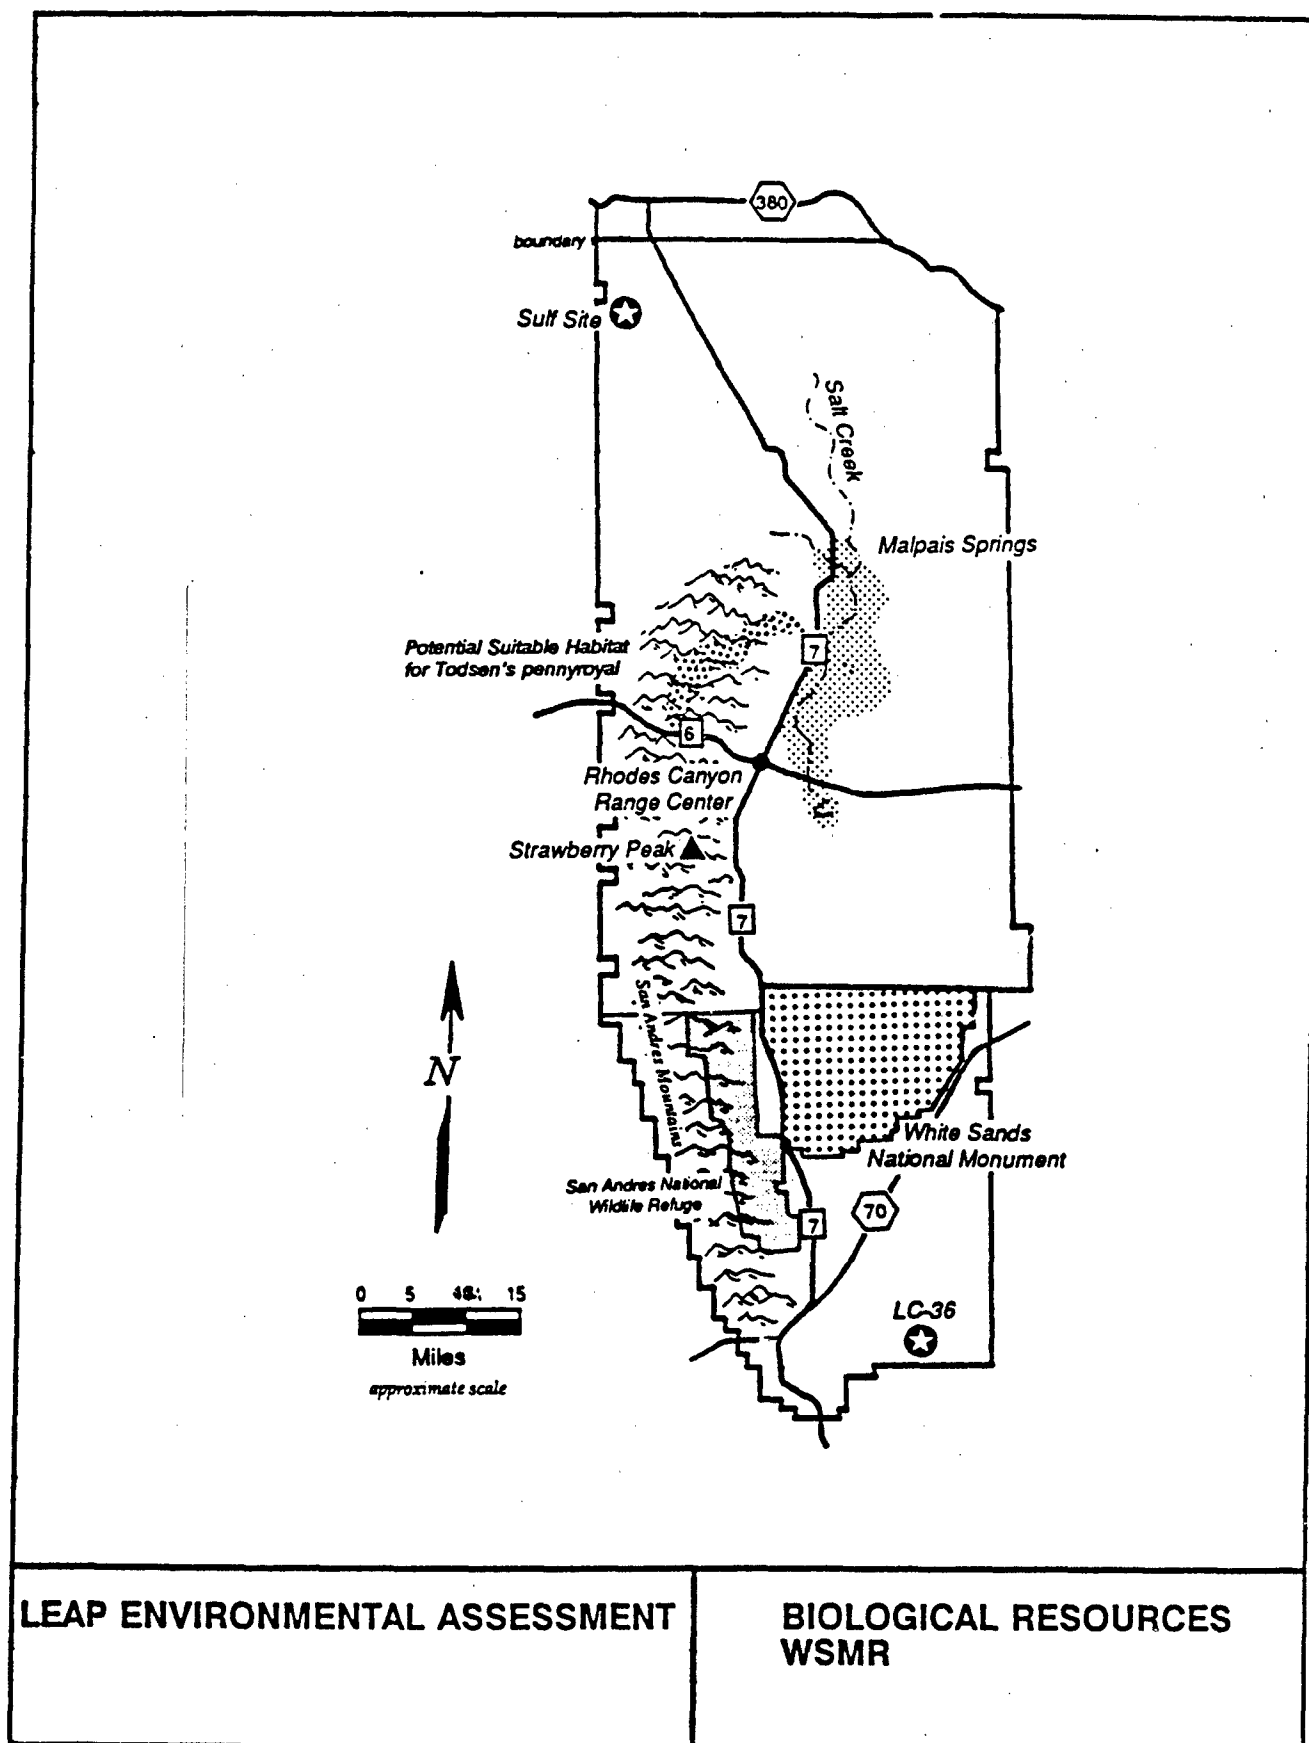 380
boundary
Sulf Site
Salt Creek
Malpais Springs
Potential Suitable Habitat
for Todsen's pennyroyal
7
6
Rhodes Canyon
Range Center
Strawberry Peak
7
San Andres Mountains
N
White Sands
National Monument
San Andres National
Wildlife Refuge
7
70
0 5 15
LC-36
Miles
approximate scale
LEAP ENVIRONMENTAL ASSESSMENT
BIOLOGICAL RESOURCES
WSMR